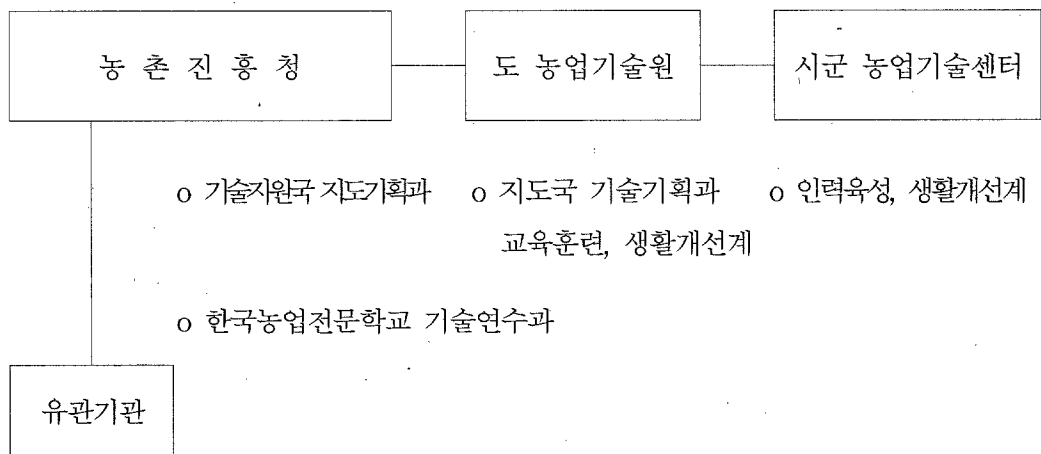 농 촌 진 흥 청
도 농업기술원
시군 농업기술센터
o 기술지원국 지도기획과
o 지도국 기술기획과
교육훈련, 생활개선계
o 인력육성, 생활개선계
o 한국농업전문학교 기술연수과
유관기관